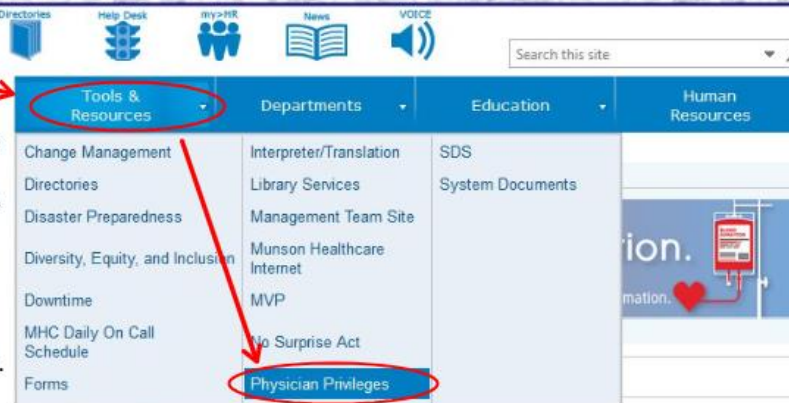 Directories Help Desk my>HR News VOICE
Search this site
Tools &
Resources
Departments
Education
Human
Resources
Change Management
Interpreter/Translation
SDS
Directories
Library Services
System Documents
Disaster Preparedness
Management Team Site
Diversity, Equity, and Inclusion
Munson Healthcare
Internet
Downtime
MVP
MHC Daily On Call
Schedule
No Surprise Act
Forms
Physician Privileges